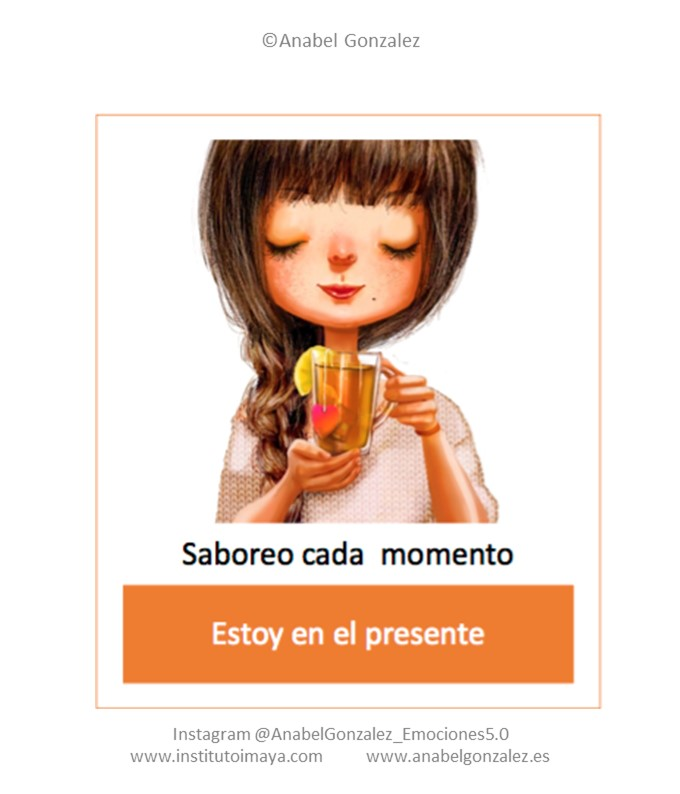 ©Anabel Gonzalez
Saboreo cada momento
Estoy en el presente
Instagram @AnabelGonzalez_Emociones5.0
www.institutoimaya.com www.anabelgonzalez.es